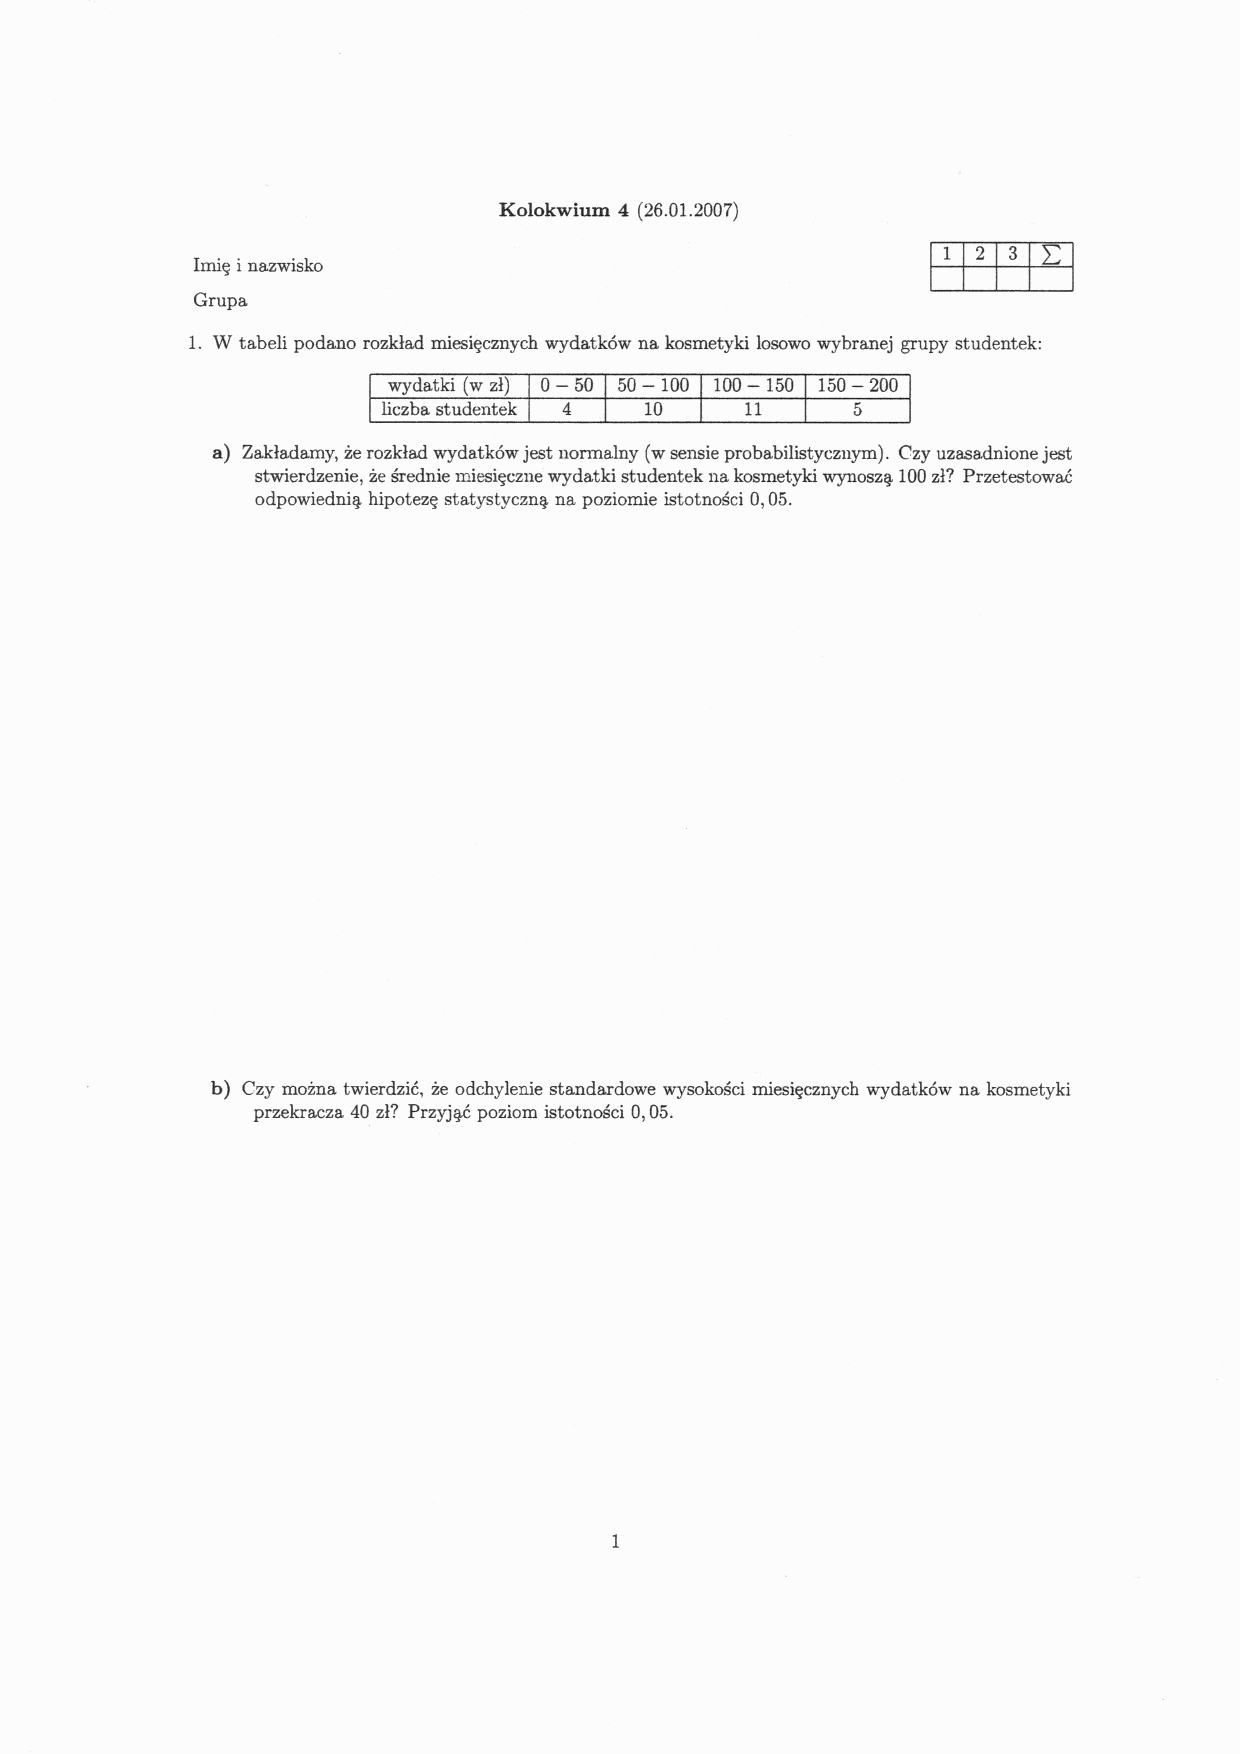 Kolokwium 4 (26.01.2007)
1 2 3 ∑
Imię i nazwisko
Grupa
1. W tabeli podano rozkład miesięcznych wydatków na kosmetyki losowo wybranej grupy studentek:
wydatki (w zł) 0 – 50 50 – 100 100 – 150 150 – 200
liczba studentek 4 10 11 5
a) Zakładamy, że rozkład wydatków jest normalny (w sensie probabilistycznym). Czy uzasadnione jest
stwierdzenie, że średnie miesięczne wydatki studentek na kosmetyki wynoszą 100 zł? Przetestować
odpowiednią hipotezę statystyczną na poziomie istotności 0,05.
b) Czy można twierdzić, że odchylenie standardowe wysokości miesięcznych wydatków na kosmetyki
przekracza 40 zł? Przyjąć poziom istotności 0,05.
1